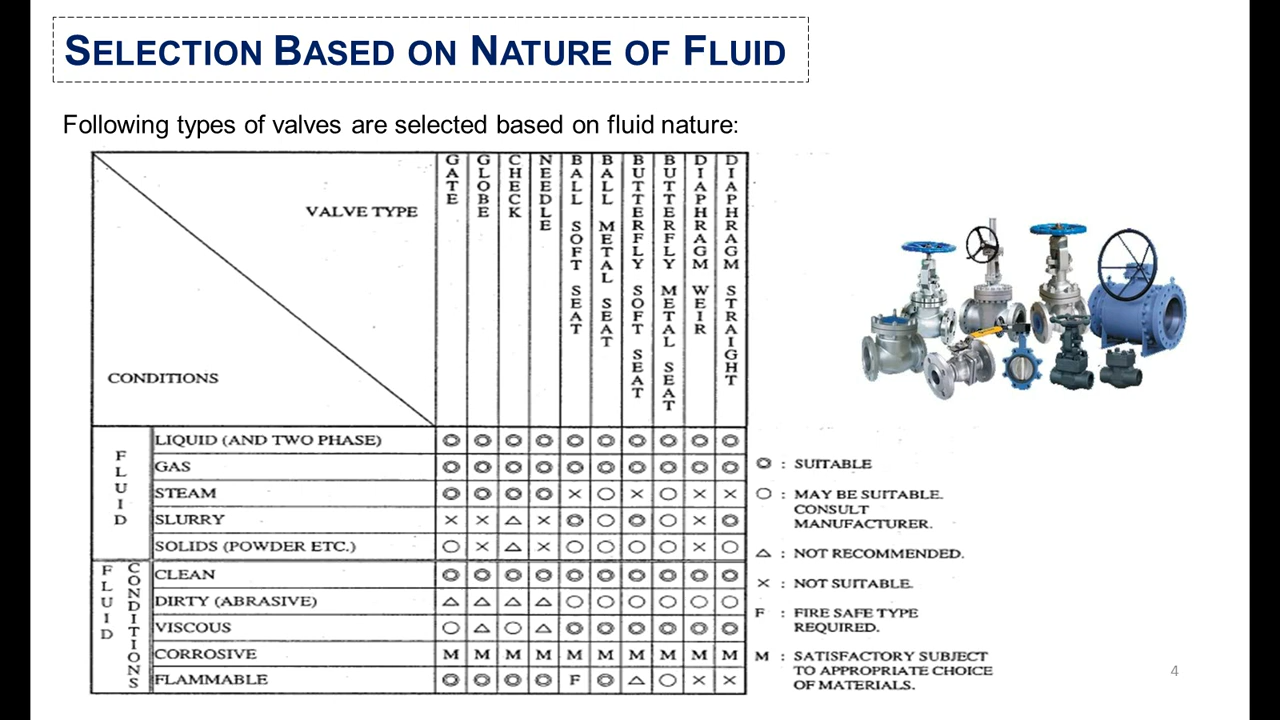 SELECTION BASED ON NATURE OF FLUID
Following types of valves are selected based on fluid nature:
VALVE TYPE
CONDITIONS
GATE
GLOBE
CHECK
NEEDLE
BALL SOFT SEAT
BALL METAL SEAT
BUTTERFLY SOFT SEAT
BUTTERFLY METAL SEAT
DIAPHRAGM WEIR
DIAPHRAGM STRAIGHT
FLUID
LIQUID (AND TWO PHASE) ◎ ◎ ◎ ◎ ◎ ◎ ◎ ◎ ◎ ◎
GAS ◎ ◎ ◎ ◎ ◎ ◎ ◎ ◎ ◎ ◎
STEAM ◎ ◎ ◎ ◎ × ○ × ○ × ×
SLURRY × × △ × ◎ ○ ◎ ○ × ◎
SOLIDS (POWDER ETC.) ○ × △ × ○ ○ ○ ○ × ○
FLUID CONDITIONS
CLEAN ◎ ◎ ◎ ◎ ◎ ◎ ◎ ◎ ◎ ◎
DIRTY (ABRASIVE) △ △ △ △ ○ ○ ○ ○ ○ ○
VISCOUS ○ △ ○ △ ◎ ◎ ◎ ◎ ◎ ◎
CORROSIVE M M M M M M M M M M
FLAMMABLE ◎ ◎ ◎ ◎ F ◎ △ ○ × ×
◎ : SUITABLE
○ : MAY BE SUITABLE.
CONSULT
MANUFACTURER.
△ : NOT RECOMMENDED.
× : NOT SUITABLE.
F : FIRE SAFE TYPE
REQUIRED.
M : SATISFACTORY SUBJECT
TO APPROPRIATE CHOICE
OF MATERIALS.
4